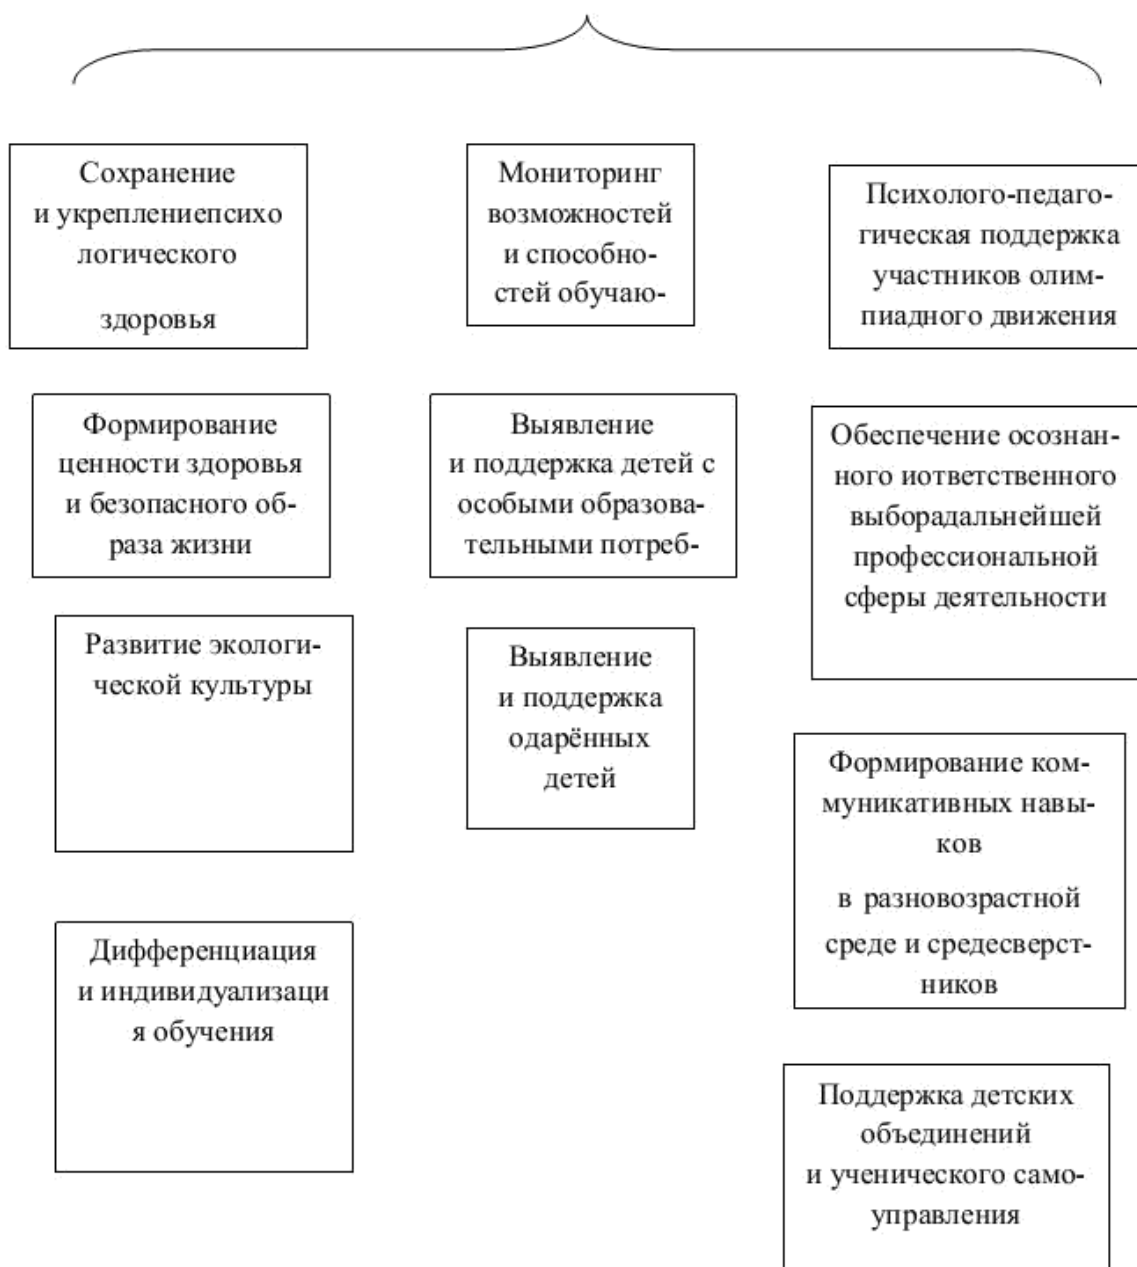 Сохранение
и укреплениепсихо
логического
здоровья
Формирование
ценности здоровья
и безопасного об-
раза жизни
Развитие экологи-
ческой культуры
Дифференциация
и индивидуализаци
я обучения
Мониторинг
возможностей
и способно-
стей обучаю-
Выявление
и поддержка детей с
особыми образова-
тельными потреб-
Выявление
и поддержка
одарённых
детей
Психолого-педаго-
гическая поддержка
участников олим-
пиадного движения
Обеспечение осознан-
ного иответственного
выборадальнейшей
профессиональной
сферы деятельности
Формирование ком-
муникативных навы-
ков
в разновозрастной
среде и средесверст-
ников
Поддержка детских
объединений
и ученического само-
управления